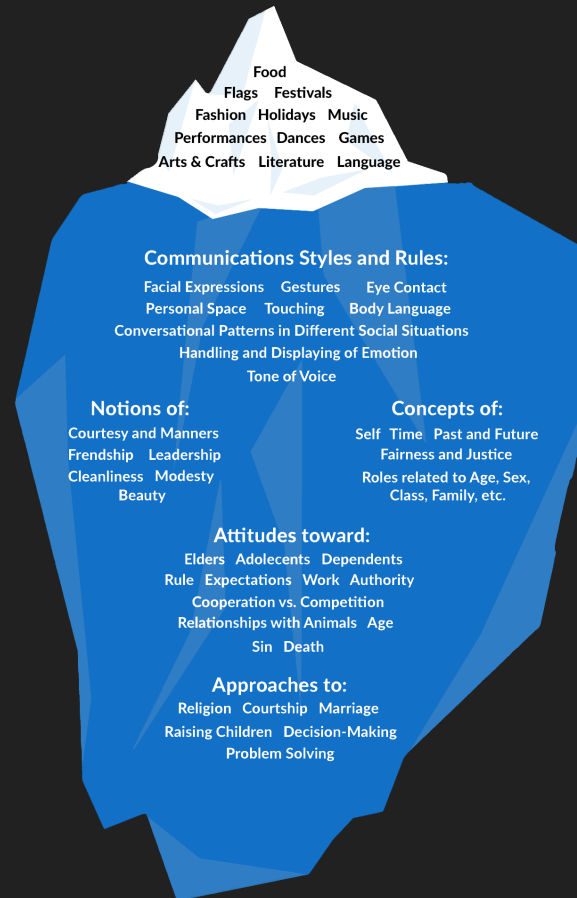 Food
Flags Festivals
Fashion Holidays Music
Performances Dances Games
Arts & Crafts Literature Language
Communications Styles and Rules:
Facial Expressions Gestures Eye Contact
Personal Space Touching Body Language
Conversational Patterns in Different Social Situations
Handling and Displaying of Emotion
Tone of Voice
Notions of:
Courtesy and Manners
Frendship Leadership
Cleanliness Modesty
Beauty
Concepts of:
Self Time Past and Future
Fairness and Justice
Roles related to Age, Sex,
Class, Family, etc.
Attitudes toward:
Elders Adolecents Dependents
Rule Expectations Work Authority
Cooperation vs. Competition
Relationships with Animals Age
Sin Death
Approaches to:
Religion Courtship Marriage
Raising Children Decision-Making
Problem Solving